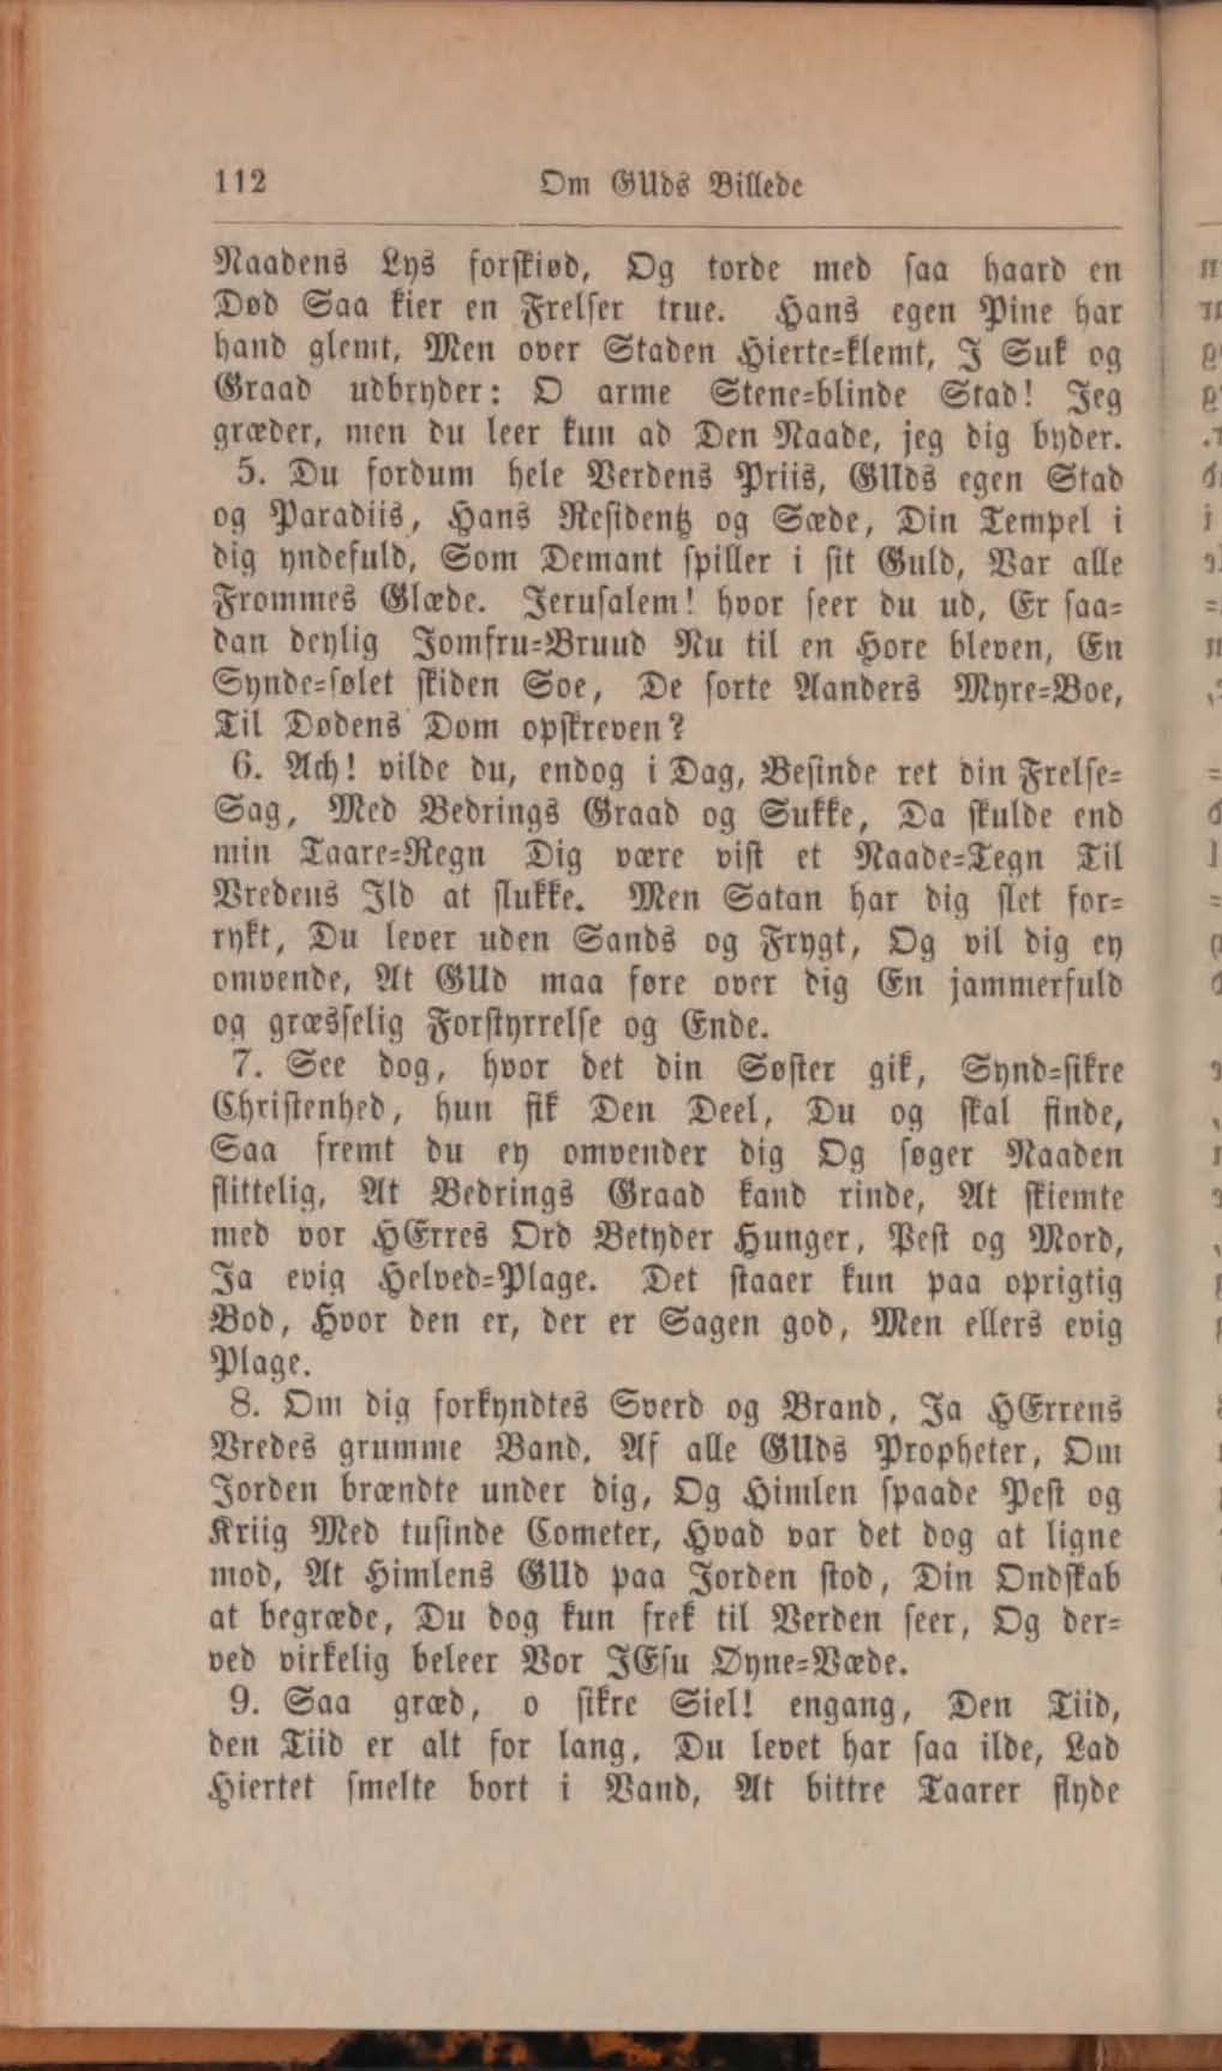 112 Om GUds Billede
Naadens Lys forskiød, Og torde med saa haard en
Død Saa kier en Frelser true. Hans egen Pine har
hand glemt, Men over Staden Hierte=klemt, I Suk og
Graad udbryder: O arme Stene=blinde Stad! Jeg
græder, men du leer kun ad Den Naade, jeg dig byder.
5. Du fordum hele Verdens Priis, GUds egen Stad
og Paradiis, Hans Residentz og Sæde, Din Tempel i
dig yndefuld, Som Demant spiller i sit Guld, Var alle
Frommes Glæde. Jerusalem! hvor seer du ud, Er saa=
dan deylig Jomfru=Bruud Nu til en Hore bleven, En
Synde=sølet skiden Soe, De sorte Aanders Myre=Boe,
Til Dødens Dom opskreven?
6. Ach! vilde du, endog i Dag, Besinde ret din Frelse=
Sag, Med Bedrings Graad og Sukke, Da skulde end
min Taare=Regn Dig være vist et Naade=Tegn Til
Vredens Ild at slukke. Men Satan har dig slet for=
rykt, Du lever uden Sands og Frygt, Og vil dig ey
omvende, At GUd maa føre over dig En jammerfuld
og græsselig Forstyrrelse og Ende.
7. See dog, hvor det din Søster gik, Synd=sikre
Christenhed, hun fik Den Deel, Du og skal finde,
Saa fremt du ey omvender dig Og søger Naaden
flittelig, At Bedrings Graad kand rinde, At skiemte
med vor HErres Ord Betyder Hunger, Pest og Mord,
Ja evig Helved=Plage. Det staaer kun paa oprigtig
Bod, Hvor den er, der er Sagen god, Men ellers evig
Plage.
8. Om dig forkyndtes Sverd og Brand, Ja HErrens
Vredes grumme Band, Af alle GUds Propheter, Om
Jorden brændte under dig, Og Himlen spaade Pest og
Kriig Med tusinde Cometer, Hvad var det dog at ligne
mod, At Himlens GUd paa Jorden stod, Din Ondskab
at begræde, Du dog kun frek til Verden seer, Og der=
ved virkelig beleer Vor JEsu Øyne=Væde.
9. Saa græd, o sikre Siel! engang, Den Tiid,
den Tiid er alt for lang, Du levet har saa ilde, Lad
Hiertet smelte bort i Vand, At bittre Taarer flyde